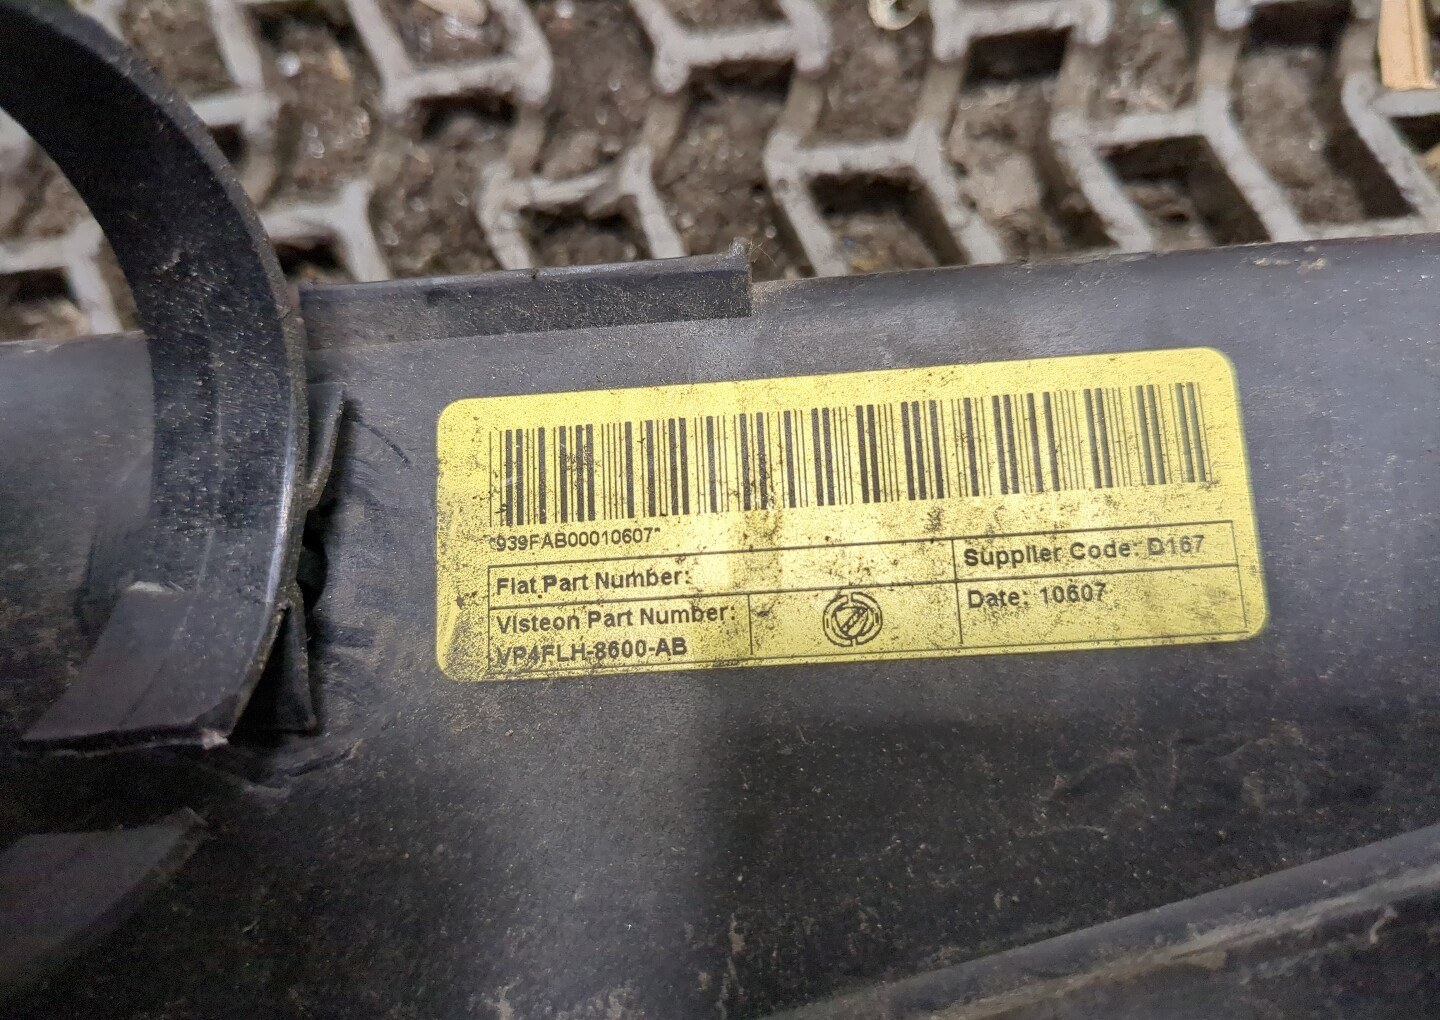 *939FAB00010607*
Fiat Part Number:
Supplier Code: D167
Visteon Part Number:
VP4FLH-8600-AB
Date: 10607